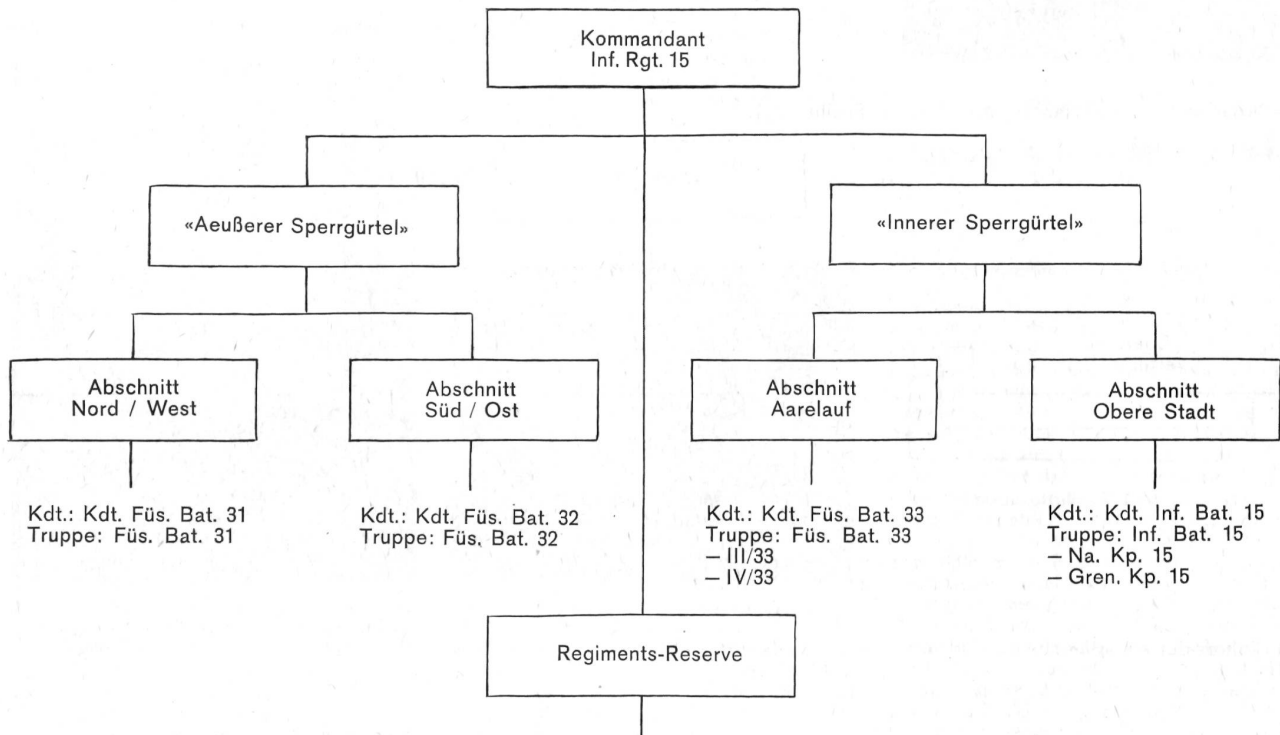 Kommandant
Inf. Rgt. 15
«Aeußerer Sperrgürtel»
«Innerer Sperrgürtel»
Abschnitt
Nord / West
Abschnitt
Süd / Ost
Abschnitt
Aarelauf
Abschnitt
Obere Stadt
Kdt.: Kdt. Füs. Bat. 31
Truppe: Füs. Bat. 31
Kdt.: Kdt. Füs. Bat. 32
Truppe: Füs. Bat. 32
Kdt.: Kdt. Füs. Bat. 33
Truppe: Füs. Bat. 33
– III/33
– IV/33
Kdt.: Kdt. Inf. Bat. 15
Truppe: Inf. Bat. 15
– Na. Kp. 15
– Gren. Kp. 15
Regiments-Reserve